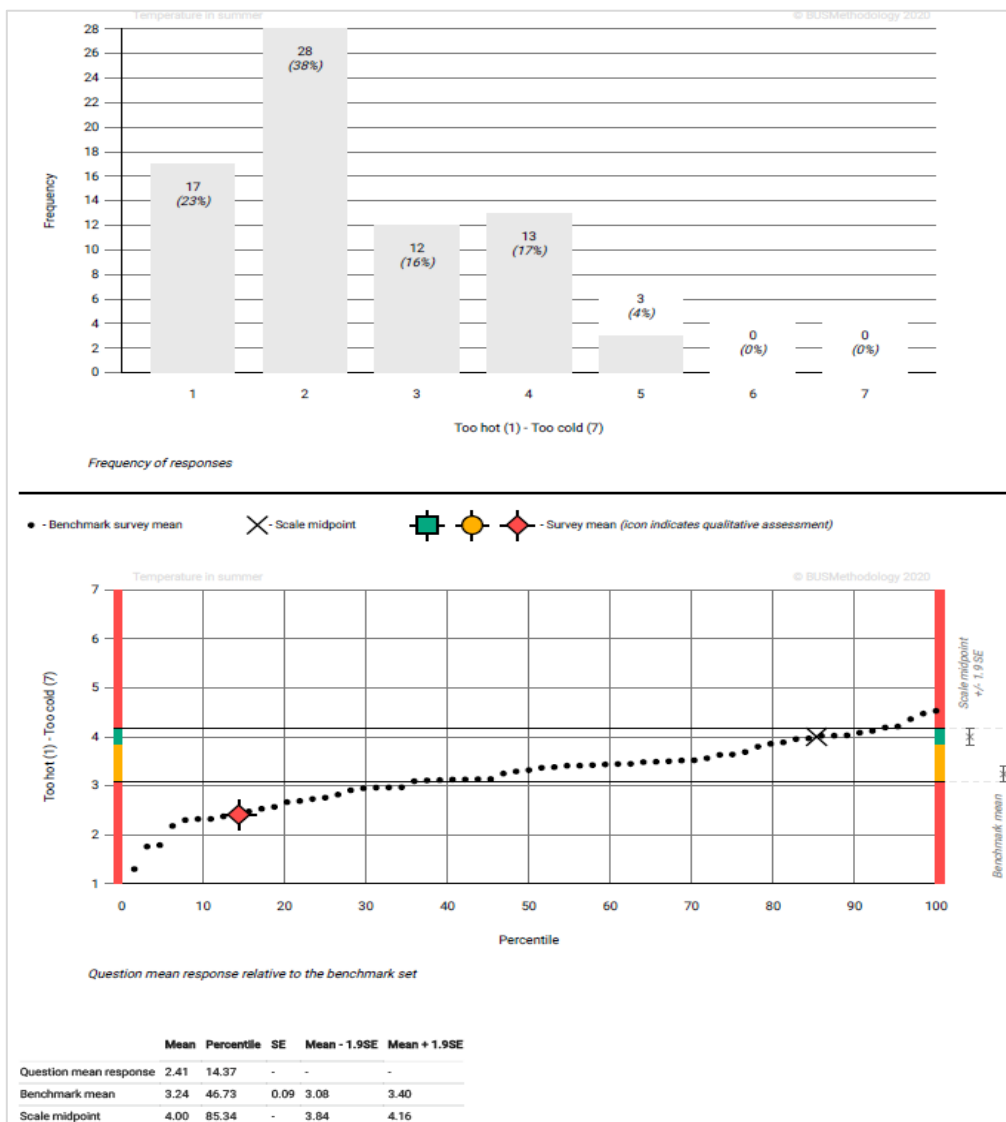 Temperature in summer © BUSMethodology 2020
28
26
24
22
20
18
16
14
12
10
8
6
4
2
0
Frequency
17
(23%)
28
(38%)
12
(16%)
13
(17%)
3
(4%)
0
(0%)
0
(0%)
1 2 3 4 5 6 7
Too hot (1) - Too cold (7)
Frequency of responses
- Benchmark survey mean - Scale midpoint - Survey mean (icon indicates qualitative assessment)
Temperature in summer © BUSMethodology 2020
7
6
5
4
3
2
1
Too hot (1) - Too cold (7)
Scale midpoint
+/- 1.9 SE
Benchmark mean
0 10 20 30 40 50 60 70 80 90 100
Percentile
Question mean response relative to the benchmark set
Mean Percentile SE Mean - 1.9SE Mean + 1.9SE
Question mean response 2.41 14.37 - - -
Benchmark mean 3.24 46.73 0.09 3.08 3.40
Scale midpoint 4.00 85.34 - 3.84 4.16